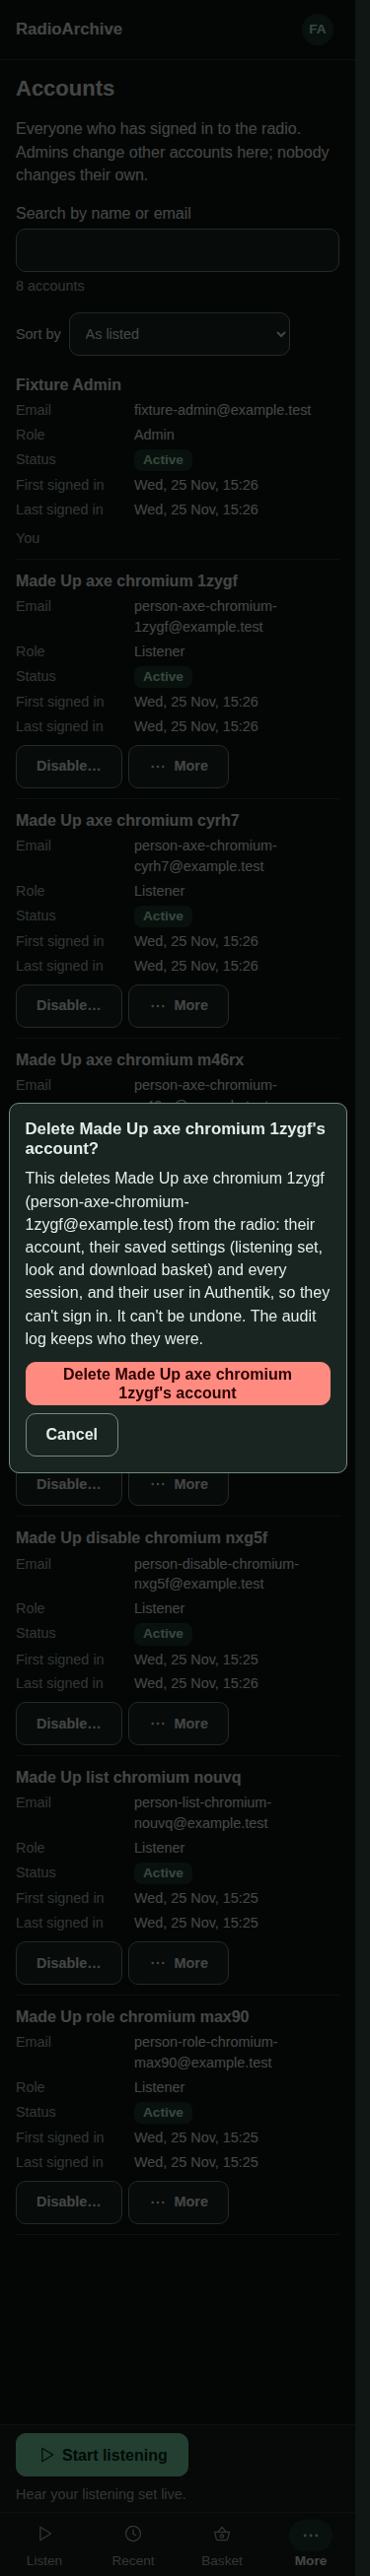 RadioArchive
FA
Accounts
Everyone who has signed in to the radio.
Admins change other accounts here; nobody
changes their own.
Search by name or email
8 accounts
Sort by As listed
Fixture Admin
Email fixture-admin@example.test
Role Admin
Status Active
First signed in Wed, 25 Nov, 15:26
Last signed in Wed, 25 Nov, 15:26
You
Made Up axe chromium 1zygf
Email person-axe-chromium-
1zygf@example.test
Role Listener
Status Active
First signed in Wed, 25 Nov, 15:26
Last signed in Wed, 25 Nov, 15:26
Disable… ··· More
Made Up axe chromium cyrh7
Email person-axe-chromium-
cyrh7@example.test
Role Listener
Status Active
First signed in Wed, 25 Nov, 15:26
Last signed in Wed, 25 Nov, 15:26
Disable… ··· More
Made Up axe chromium m46rx
Email person-axe-chromium-
Delete Made Up axe chromium 1zygf's
account?
This deletes Made Up axe chromium 1zygf
(person-axe-chromium-
1zygf@example.test) from the radio: their
account, their saved settings (listening set,
look and download basket) and every
session, and their user in Authentik, so they
can't sign in. It can't be undone. The audit
log keeps who they were.
Delete Made Up axe chromium
1zygf's account
Cancel
Disable… ··· More
Made Up disable chromium nxg5f
Email person-disable-chromium-
nxg5f@example.test
Role Listener
Status Active
First signed in Wed, 25 Nov, 15:25
Last signed in Wed, 25 Nov, 15:26
Disable… ··· More
Made Up list chromium nouvq
Email person-list-chromium-
nouvq@example.test
Role Listener
Status Active
First signed in Wed, 25 Nov, 15:25
Last signed in Wed, 25 Nov, 15:25
Disable… ··· More
Made Up role chromium max90
Email person-role-chromium-
max90@example.test
Role Listener
Status Active
First signed in Wed, 25 Nov, 15:25
Last signed in Wed, 25 Nov, 15:25
Disable… ··· More
Start listening
Hear your listening set live.
Listen Recent Basket More